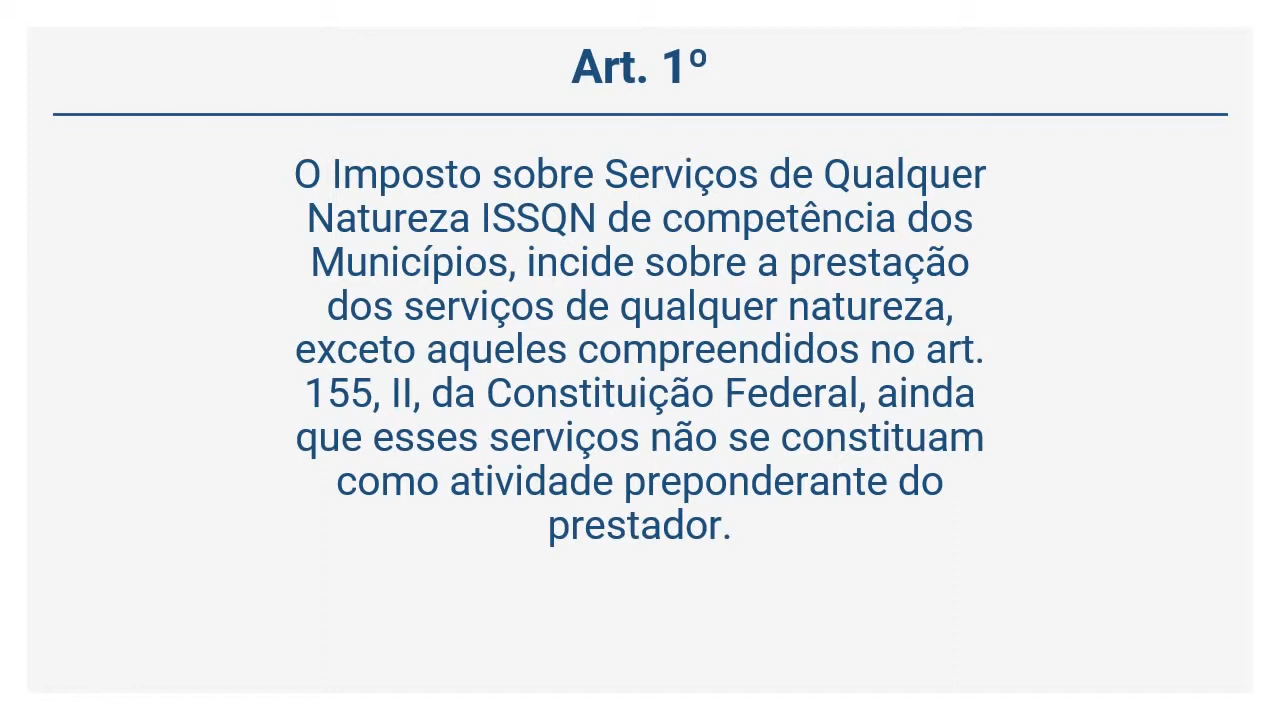 Art. 1º
O Imposto sobre Serviços de Qualquer
Natureza ISSQN de competência dos
Municípios, incide sobre a prestação
dos serviços de qualquer natureza,
exceto aqueles compreendidos no art.
155, II, da Constituição Federal, ainda
que esses serviços não se constituam
como atividade preponderante do
prestador.